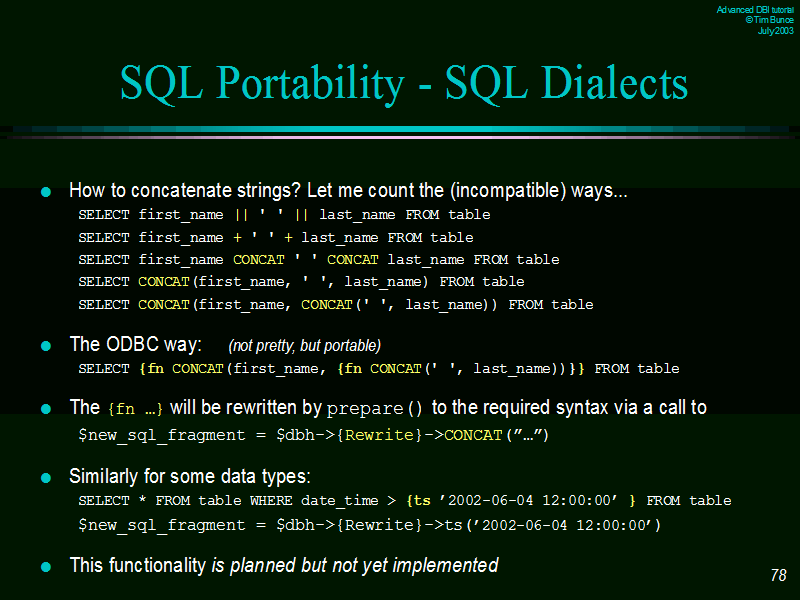 Advanced DBI tutorial
© Tim Bunce
July 2003
SQL Portability - SQL Dialects
How to concatenate strings? Let me count the (incompatible) ways...
SELECT first_name || ' ' || last_name FROM table
SELECT first_name + ' ' + last_name FROM table
SELECT first_name CONCAT ' ' CONCAT last_name FROM table
SELECT CONCAT(first_name, ' ', last_name) FROM table
SELECT CONCAT(first_name, CONCAT(' ', last_name)) FROM table
The ODBC way: (not pretty, but portable)
SELECT {fn CONCAT(first_name, {fn CONCAT(' ', last_name))}} FROM table
The {fn …} will be rewritten by prepare() to the required syntax via a call to
$new_sql_fragment = $dbh->{Rewrite}->CONCAT(”…”)
Similarly for some data types:
SELECT * FROM table WHERE date_time > {ts ’2002-06-04 12:00:00’ } FROM table
$new_sql_fragment = $dbh->{Rewrite}->ts(’2002-06-04 12:00:00’)
This functionality is planned but not yet implemented
78